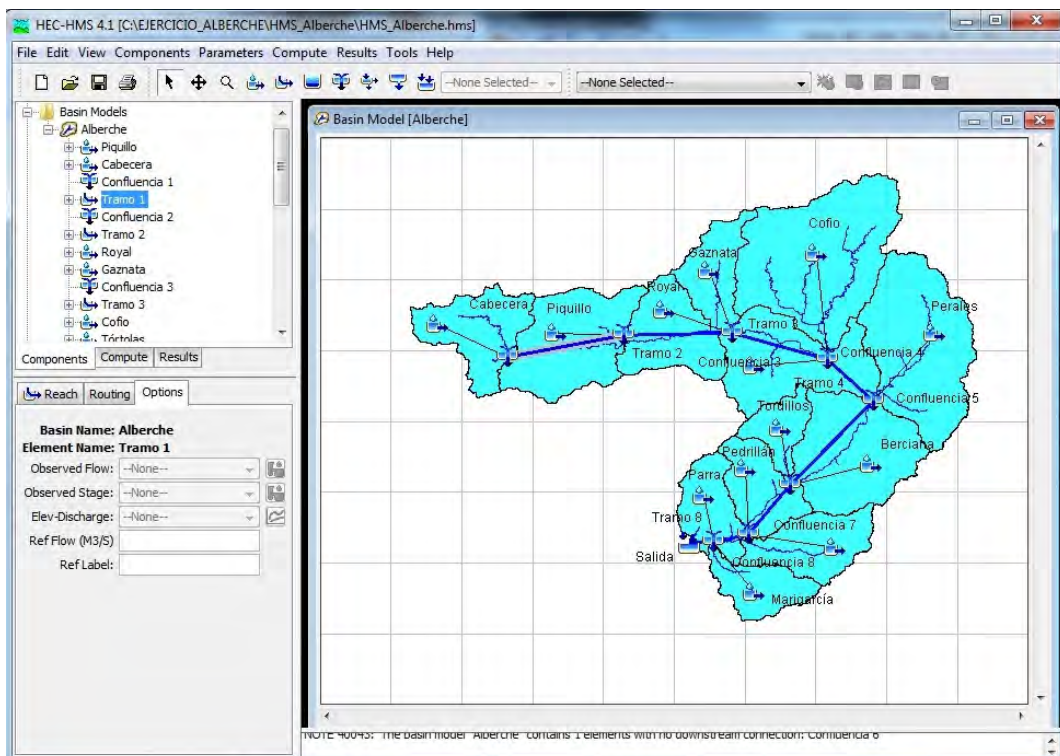 HEC-HMS 4.1 [C:\EJERCICIO_ALBERCHE\HMS_Alberche\HMS_Alberche.hms]
File Edit View Components Parameters Compute Results Tools Help
--None Selected-- --None Selected--
Basin Models
Alberche
Piquillo
Cabecera
Confluencia 1
Tramo 1
Confluencia 2
Tramo 2
Royal
Gaznata
Confluencia 3
Tramo 3
Cofio
Tórtolas
Components Compute Results
Reach Routing Options
Basin Name: Alberche
Element Name: Tramo 1
Observed Flow: --None--
Observed Stage: --None--
Elev-Discharge: --None--
Ref Flow (M3/S)
Ref Label:
Basin Model [Alberche]
Cofio
Gaznata
Royal
Cabecera
Piquillo
Perales
Tramo 3
Tramo 2
Confluencia 3
Confluencia 4
Tramo 4
Confluencia 5
Tordillos
Berciana
Pedrillán
Parra
Tramo 8
Confluencia 7
Salida
Confluencia 8
Marigarcía
NOTE 40043: The basin model "Alberche" contains 1 elements with no downstream connection: Confluencia 6